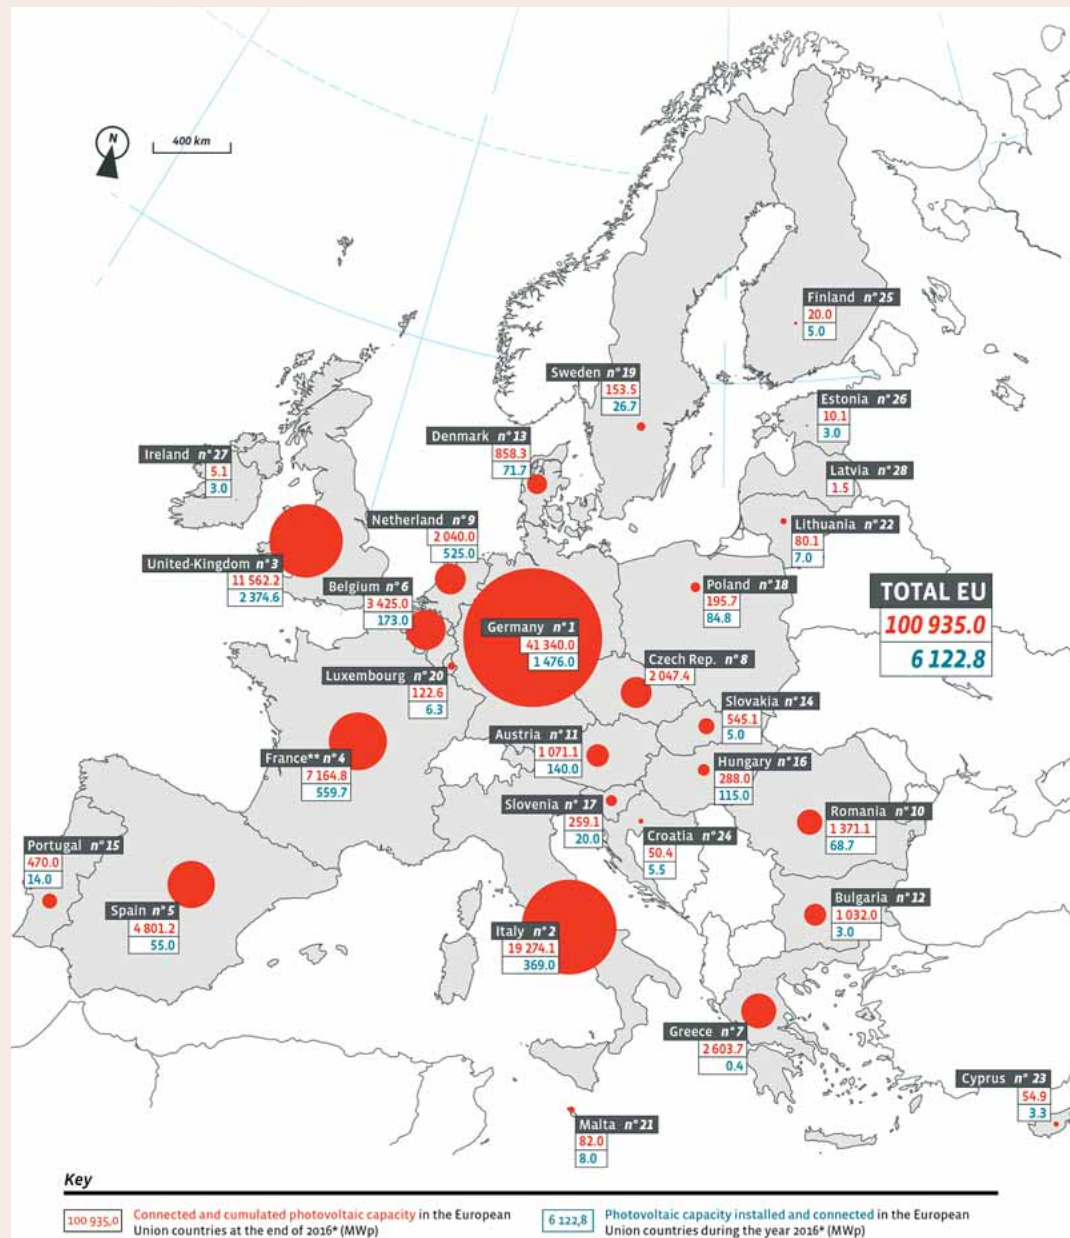 N
400 km
Finland n°25
20.0
5.0
Sweden n°19
153.5
26.7
Estonia n°26
10.1
3.0
Denmark n°13
858.3
71.7
Ireland n°27
5.1
3.0
Latvia n°28
1.5
Netherland n°9
2 040.0
525.0
Lithuania n°22
80.1
7.0
United-Kingdom n°3
11 562.2
2 374.6
Belgium n°6
3 425.0
173.0
Poland n°18
195.7
84.8
TOTAL EU
100 935.0
6 122.8
Germany n°1
41 340.0
1 476.0
Czech Rep. n°8
2 047.4
Luxembourg n°20
122.6
6.3
Slovakia n°14
545.1
5.0
Austria n°11
1 071.1
140.0
France** n°4
7 164.8
559.7
Hungary n°16
288.0
115.0
Slovenia n° 17
259.1
20.0
Croatia n°24
50.4
5.5
Romania n°10
1 371.1
68.7
Portugal n°15
470.0
14.0
Spain n°5
4 801.2
55.0
Bulgaria n°12
1 032.0
3.0
Italy n°2
19 274.1
369.0
Greece n°7
2 603.7
0.4
Cyprus n° 23
54.9
3.3
Malta n°21
82.0
8.0
Key
100 935,0
Connected and cumulated photovoltaic capacity in the European
Union countries at the end of 2016* (MWp)
6 122,8
Photovoltaic capacity installed and connected in the European
Union countries during the year 2016* (MWp)